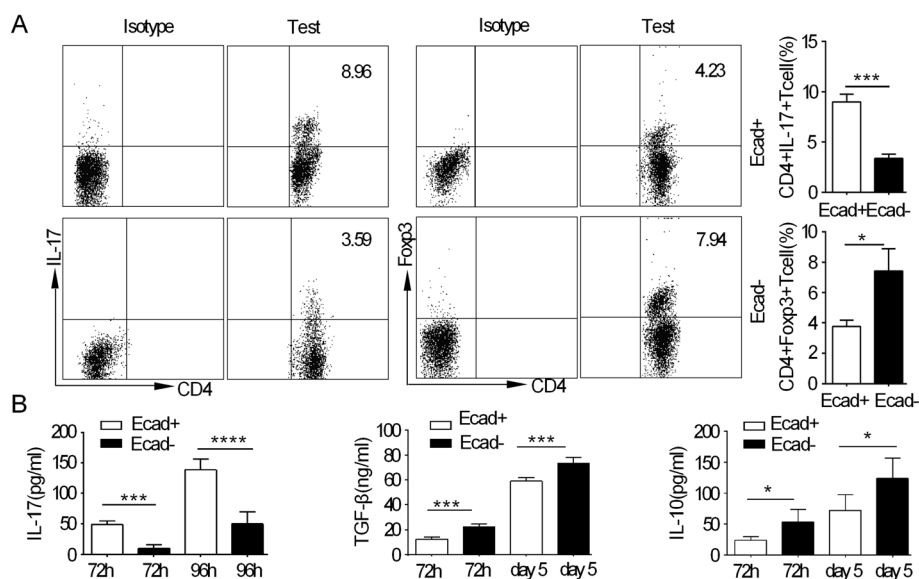 A
Isotype
Test
Isotype
Test
8.96
4.23
Ecad+
CD4+IL-17+Tcell(%)
15
10
5
0
***
Ecad+Ecad-
IL-17
3.59
Foxp3
7.94
Ecad-
CD4
CD4
CD4+Foxp3+Tcell(%)
10
8
6
4
2
0
*
Ecad+ Ecad-
B
Ecad+
Ecad-
IL-17(pg/ml)
200
150
100
50
0
***
****
72h 72h 96h 96h
Ecad+
Ecad-
TGF-β(ng/ml)
100
80
60
40
20
0
***
***
72h 72h day 5 day 5
Ecad+
Ecad-
IL-10(pg/ml)
200
150
100
50
0
*
*
72h 72h day 5 day 5